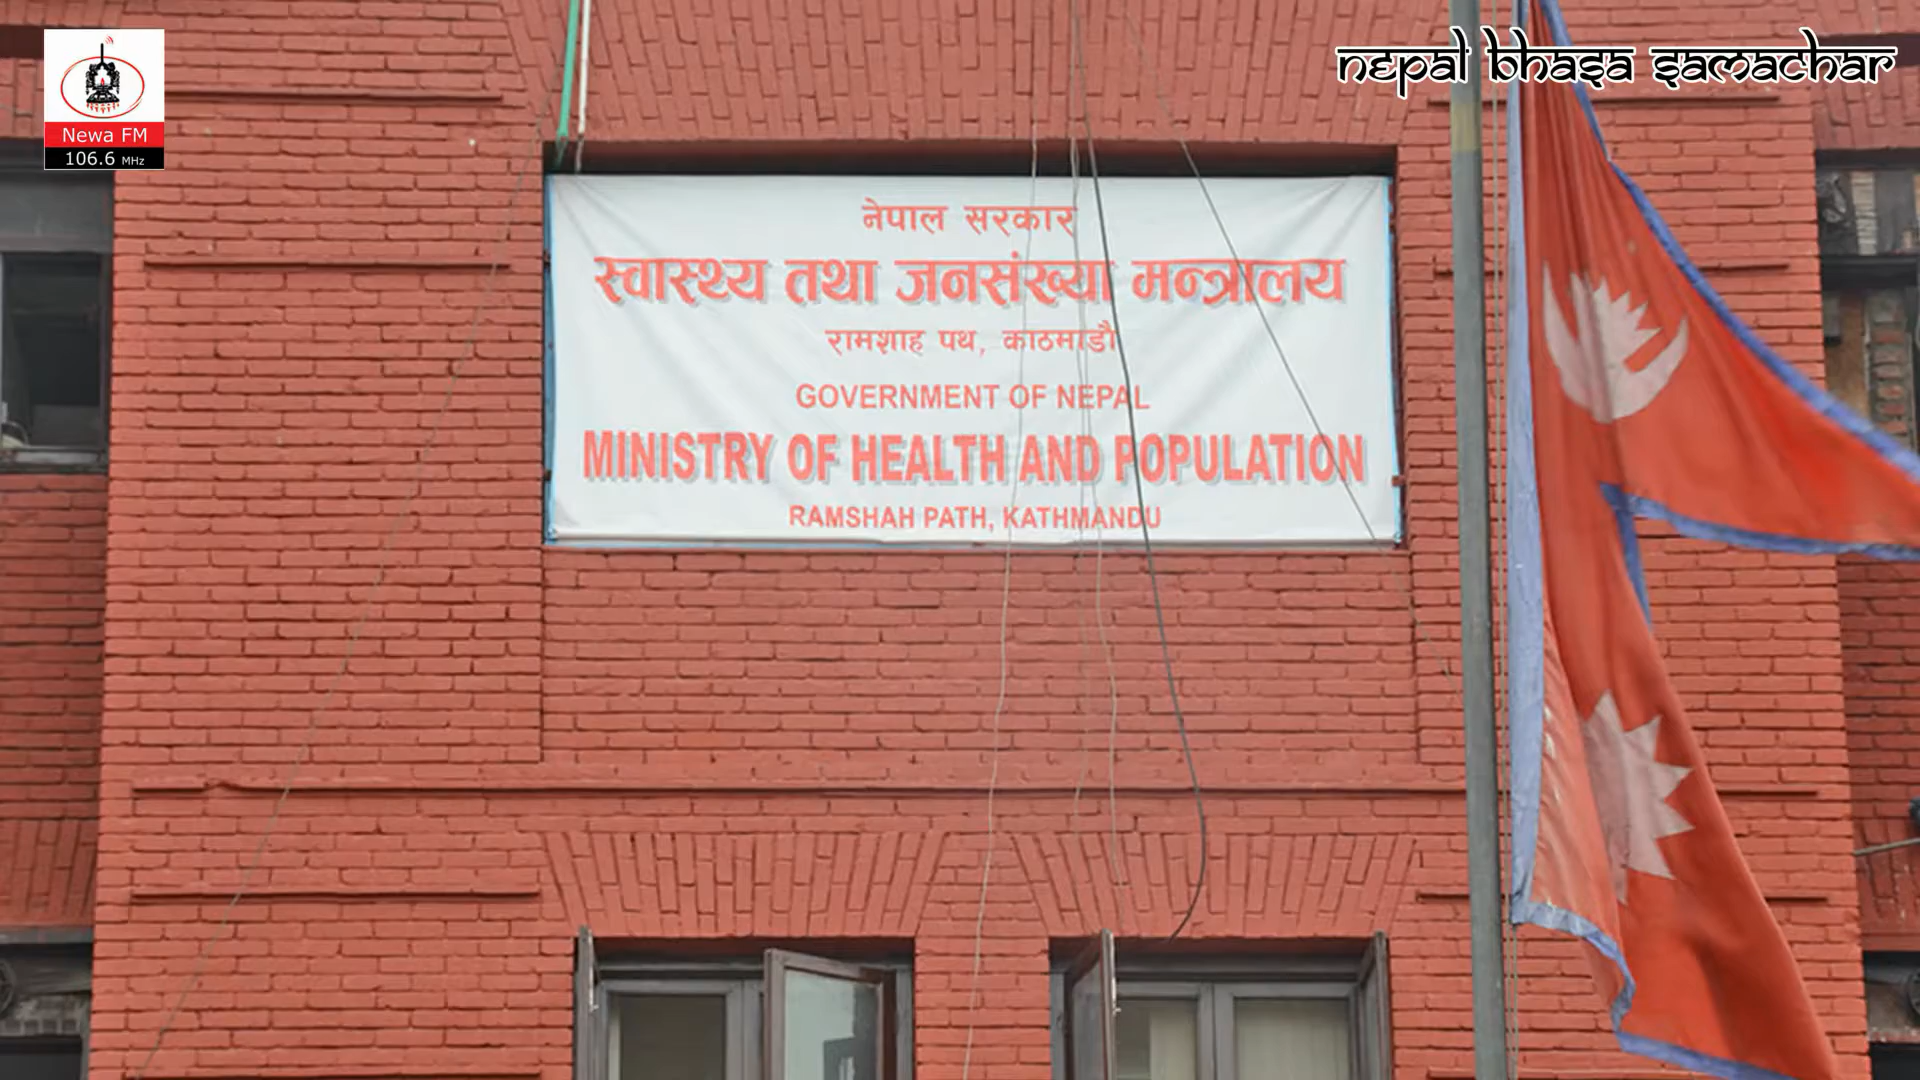 Newa FM
106.6 MHz
nepal bhasa samachar
नेपाल सरकार
स्वास्थ्य तथा जनसंख्या मन्त्रालय
रामशाह पथ, काठमाडौं
GOVERNMENT OF NEPAL
MINISTRY OF HEALTH AND POPULATION
RAMSHAH PATH, KATHMANDU